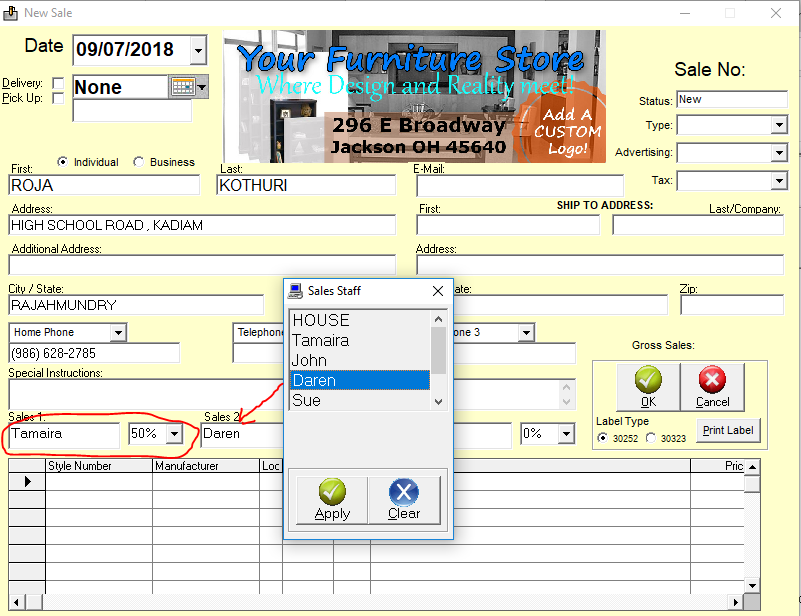 New Sale
Date 09/07/2018
Your Furniture Store
Where Design and Reality meet.
296 E Broadway
Jackson OH 45640
Add A
CUSTOM
Logo!
Sale No:
Delivery: None
Pick Up:
Status: New
Type:
Advertising:
Tax:
Individual Business
First: Last: E-Mail:
ROJA KOTHURI
SHIP TO ADDRESS:
Address: First: Last/Company:
HIGH SCHOOL ROAD , KADIAM
Additional Address: Address:
City / State: ate: Zip:
RAJAHMUNDRY
Home Phone Telephon one 3
(986) 628-2785
Special Instructions:
Sales 1: Sales 2
Tamaira 50% Daren 0%
Sales Staff
HOUSE
Tamaira
John
Daren
Sue
Apply Clear
Gross Sales:
OK Cancel
Label Type
30252 30323 Print Label
Style Number Manufacturer Loc Pric